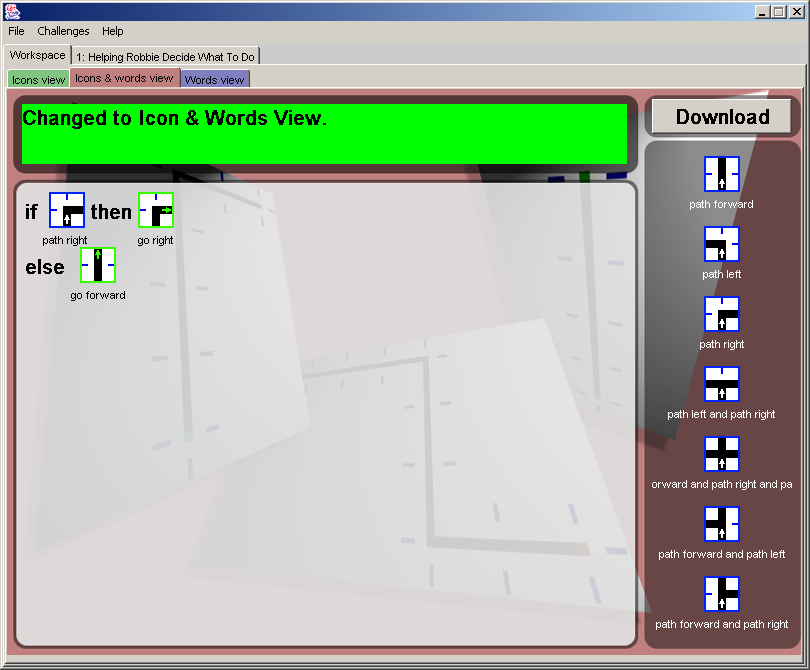 File Challenges Help
Workspace 1: Helping Robbie Decide What To Do
Icons view Icons & words view Words view
Changed to Icon & Words View.
Download
if then
path right go right
else
go forward
path forward
path left
path right
path left and path right
orward and path right and pa
path forward and path left
path forward and path right